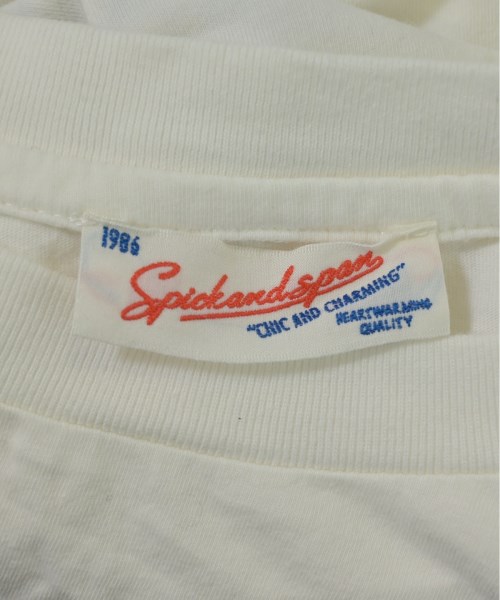 1986
Spickandspan
"CHIC AND CHARMING"
HEARTWARMING
QUALITY